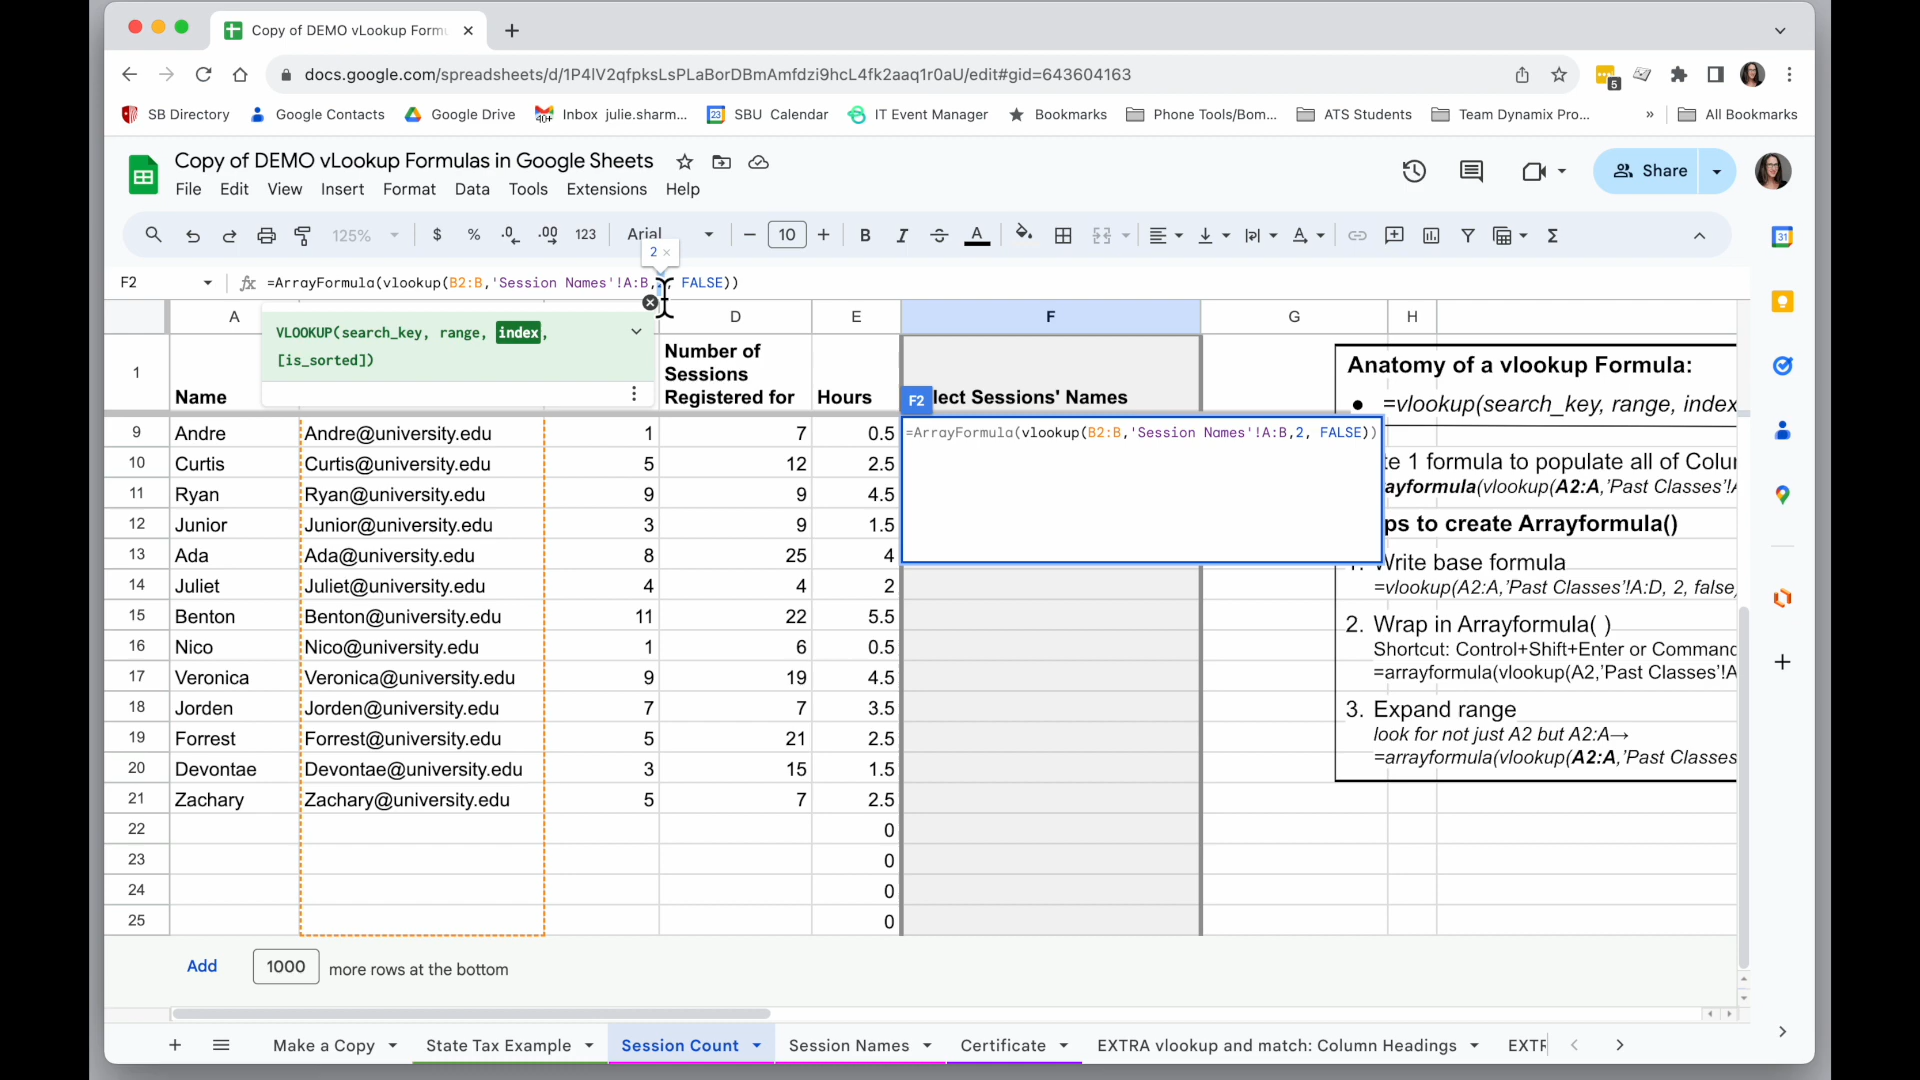 Copy of DEMO vLookup Form
docs.google.com/spreadsheets/d/1P4lV2qfpksLsPLaBorDBmAmfdzi9hcL4fk2aaq1r0aU/edit#gid=643604163
5
SB Directory
Google Contacts
Google Drive
40+
Inbox julie.sharm...
23
SBU Calendar
IT Event Manager
Bookmarks
Phone Tools/Bom...
ATS Students
Team Dynamix Pro...
»
All Bookmarks
Copy of DEMO vLookup Formulas in Google Sheets
File Edit View Insert Format Data Tools Extensions Help
Share
125% $ % .0 .00 123 Arial 10 B I A Σ
31
2 ×
F2
fx =ArrayFormula(vlookup(B2:B,'Session Names'!A:B, , FALSE))
A D E F G H
VLOOKUP(search_key, range, index,
[is_sorted])
1
Name
Number of
Sessions
Registered for
Hours
F2 lect Sessions' Names
=ArrayFormula(vlookup(B2:B,'Session Names'!A:B,2, FALSE))
9 Andre Andre@university.edu 1 7 0.5
10 Curtis Curtis@university.edu 5 12 2.5
11 Ryan Ryan@university.edu 9 9 4.5
12 Junior Junior@university.edu 3 9 1.5
13 Ada Ada@university.edu 8 25 4
14 Juliet Juliet@university.edu 4 4 2
15 Benton Benton@university.edu 11 22 5.5
16 Nico Nico@university.edu 1 6 0.5
17 Veronica Veronica@university.edu 9 19 4.5
18 Jorden Jorden@university.edu 7 7 3.5
19 Forrest Forrest@university.edu 5 21 2.5
20 Devontae Devontae@university.edu 3 15 1.5
21 Zachary Zachary@university.edu 5 7 2.5
22 0
23 0
24 0
25 0
Anatomy of a vlookup Formula:
● =vlookup(search_key, range, index
te 1 formula to populate all of Colu
ayformula(vlookup(A2:A,'Past Classes'!A
ps to create Arrayformula()
1. Write base formula
=vlookup(A2:A,'Past Classes'!A:D, 2, false)
2. Wrap in Arrayformula( )
Shortcut: Control+Shift+Enter or Command
=arrayformula(vlookup(A2,'Past Classes'!A
3. Expand range
look for not just A2 but A2:A→
=arrayformula(vlookup(A2:A,'Past Classes
Add 1000 more rows at the bottom
Make a Copy
State Tax Example
Session Count
Session Names
Certificate
EXTRA vlookup and match: Column Headings
EXTR